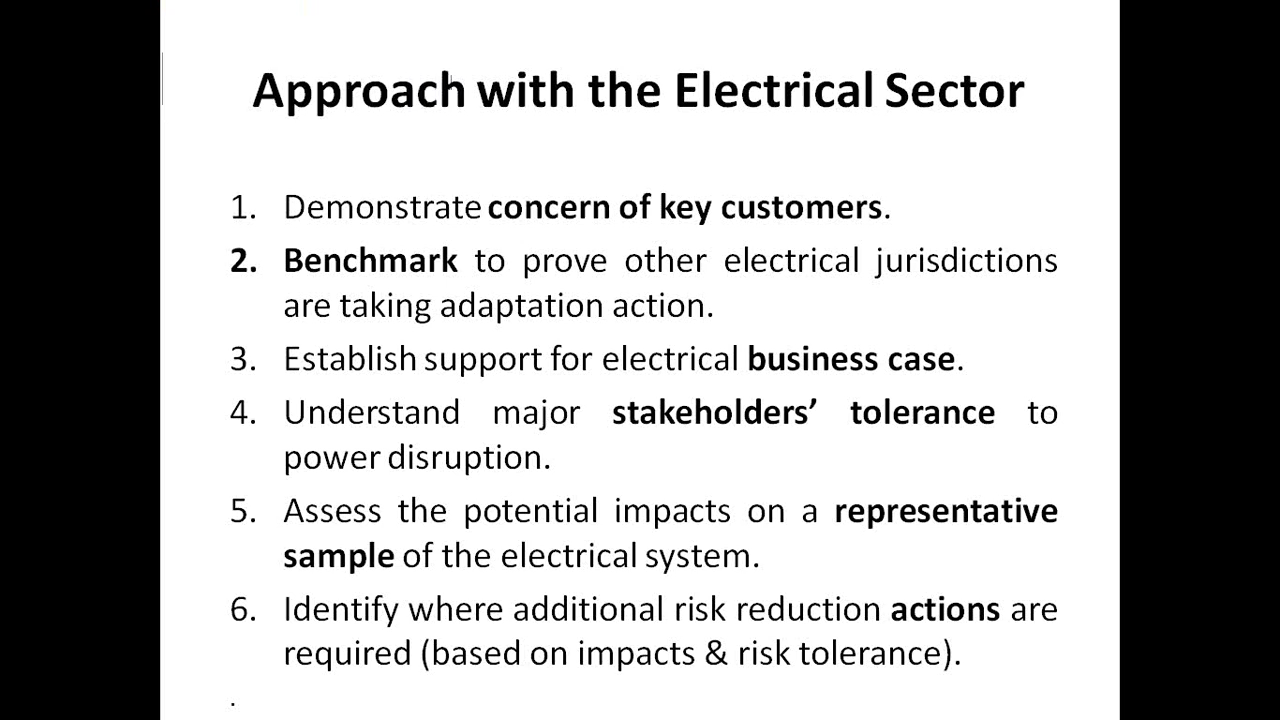 Approach with the Electrical Sector
1. Demonstrate concern of key customers.
2. Benchmark to prove other electrical jurisdictions
are taking adaptation action.
3. Establish support for electrical business case.
4. Understand major stakeholders’ tolerance to
power disruption.
5. Assess the potential impacts on a representative
sample of the electrical system.
6. Identify where additional risk reduction actions are
required (based on impacts & risk tolerance).
.